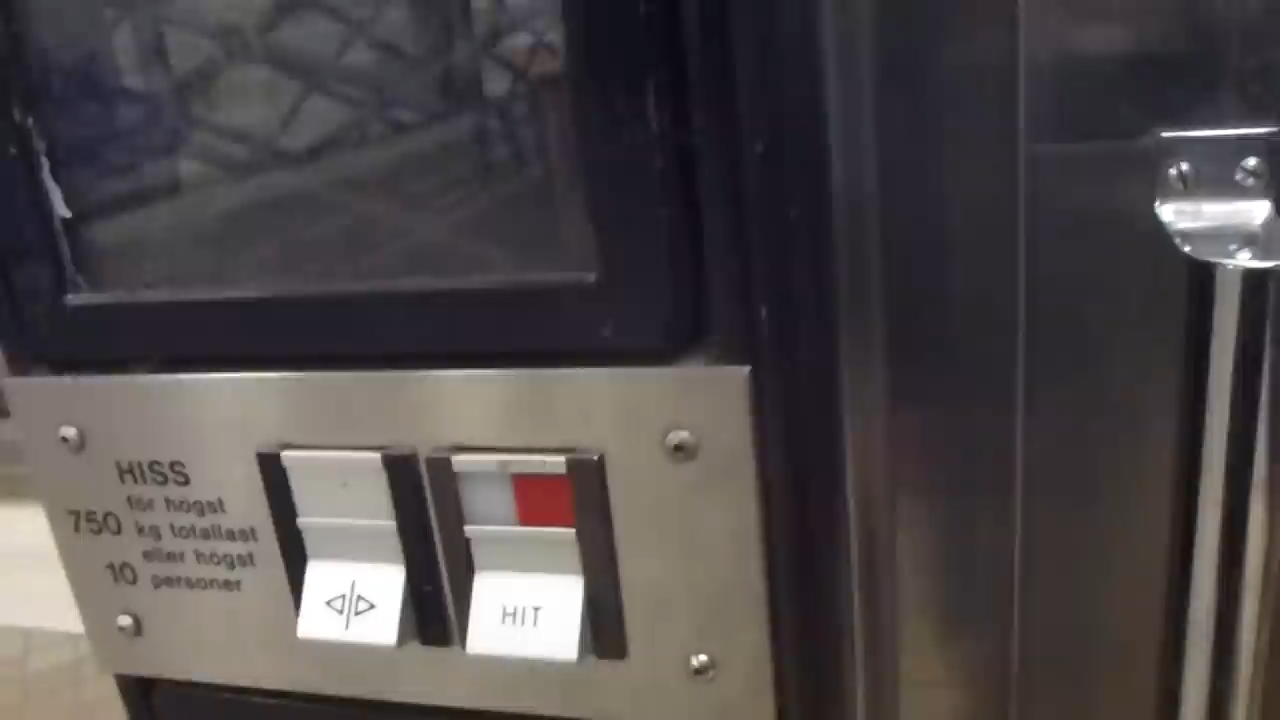 HISS
för högst
750 kg totallast
eller högst
10 personer
HIT